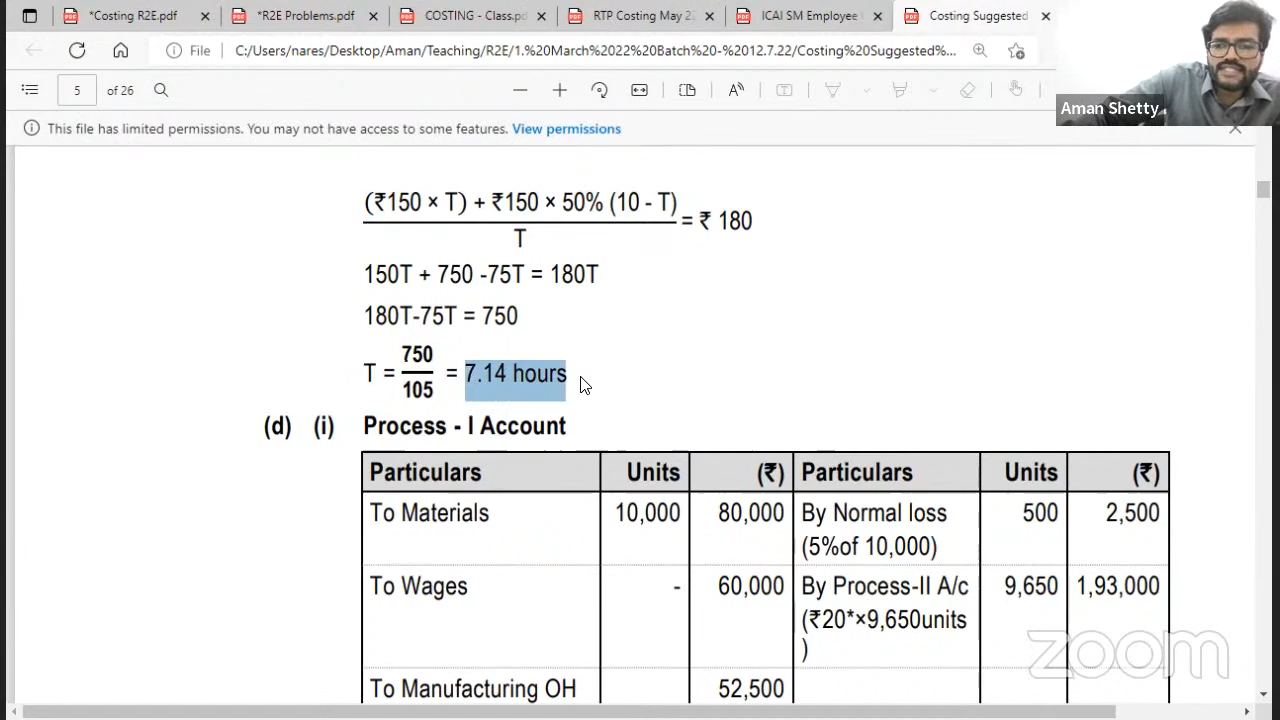 *Costing R2E.pdf
*R2E Problems.pdf
COSTING - Class.pd
RTP Costing May 2
ICAI SM Employee
Costing Suggested
File
C:/Users/nares/Desktop/Aman/Teaching/R2E/1.%20March%2022%20Batch%20-%2012.7.22/Costing%20Suggested%...
5 of 26
Aman Shetty
This file has limited permissions. You may not have access to some features. View permissions
(₹150 × T) + ₹150 × 50% (10 - T)
= ₹ 180
T
150T + 750 -75T = 180T
180T-75T = 750
750
T = = 7.14 hours
105
(d) (i) Process - I Account
Particulars Units (₹) Particulars Units (₹)
To Materials 10,000 80,000 By Normal loss 500 2,500
(5%of 10,000)
To Wages - 60,000 By Process-II A/c 9,650 1,93,000
(₹20*×9,650units
)
To Manufacturing OH 52,500
zoom